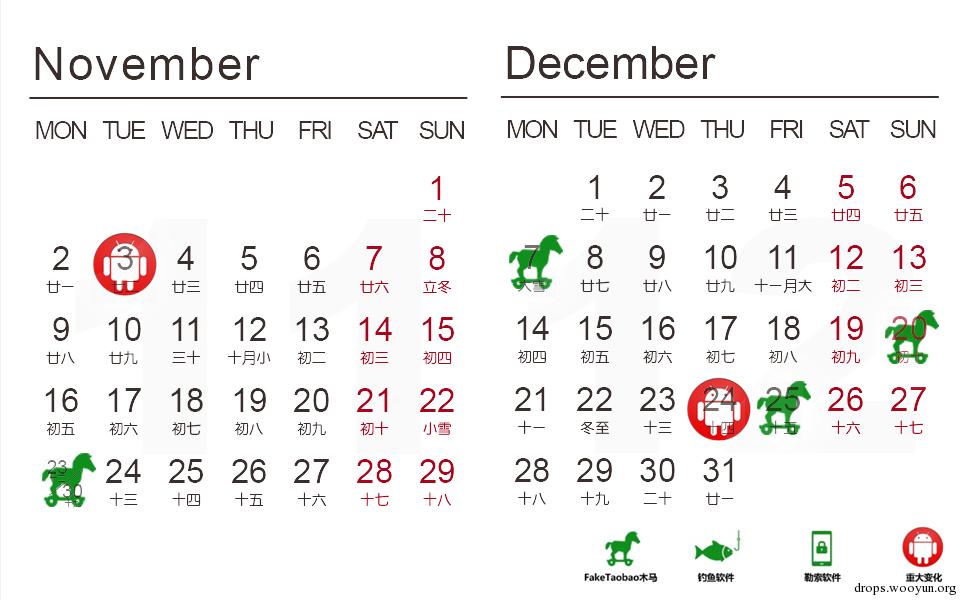 November
MON TUE WED THU FRI SAT SUN
1
二十
2 3 4 5 6 7 8
廿一 廿三 廿四 廿五 廿六 立冬
9 10 11 12 13 14 15
廿八 廿九 三十 十月小 初二 初三 初四
16 17 18 19 20 21 22
初五 初六 初七 初八 初九 初十 小雪
23 30 24 25 26 27 28 29
十三 十四 十五 十六 十七 十八
December
MON TUE WED THU FRI SAT SUN
1 2 3 4 5 6
二十 廿一 廿二 廿三 廿四 廿五
7 8 9 10 11 12 13
大雪 廿七 廿八 廿九 十一月大 初二 初三
14 15 16 17 18 19 20
初四 初五 初六 初七 初八 初九
21 22 23 24 25 26 27
十一 冬至 十三 十四 十五 十六 十七
28 29 30 31
十八 十九 二十 廿一
11 12
FakeTaobao木马 钓鱼软件 勒索软件 重大变化
drops.wooyun.org